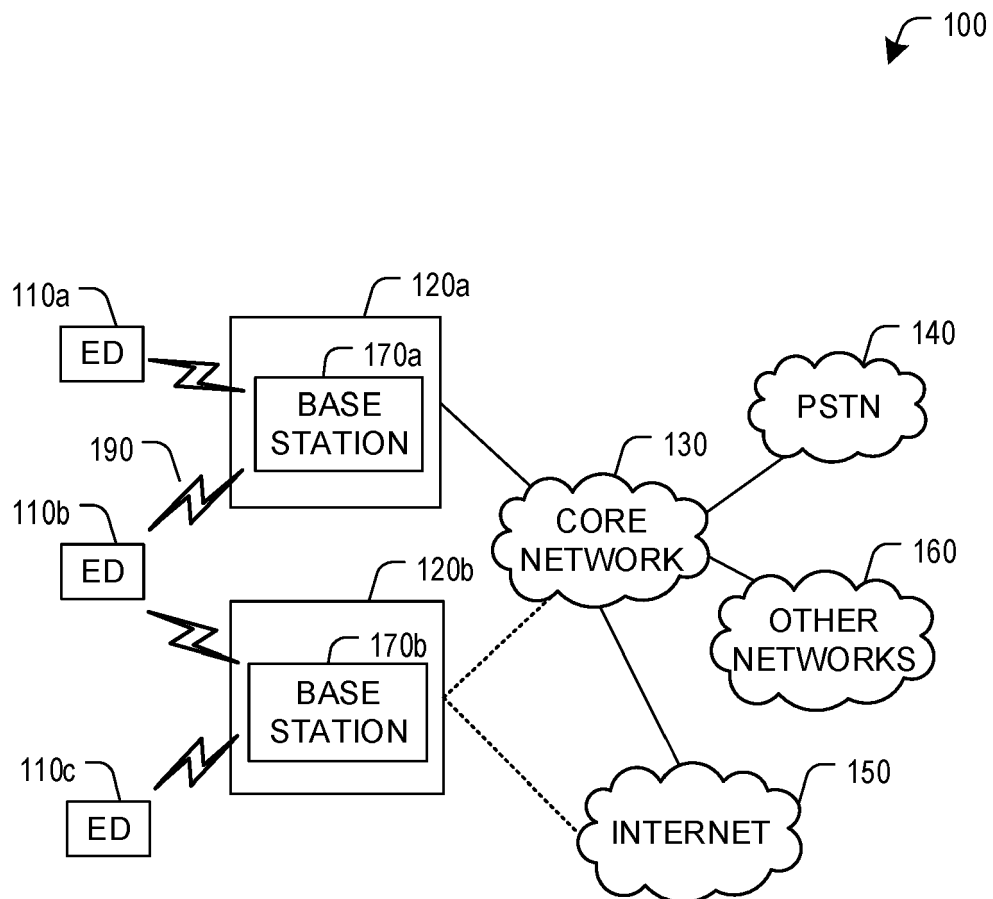 100
120a
110a
ED
170a
BASE
STATION
140
PSTN
190
130
CORE
NETWORK
110b
ED
120b
160
OTHER
NETWORKS
170b
BASE
STATION
110c
ED
150
INTERNET